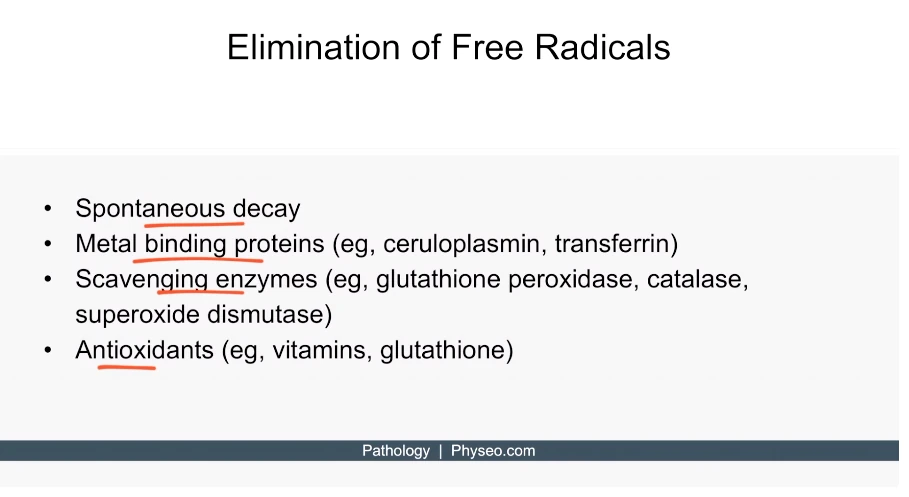 Elimination of Free Radicals
• Spontaneous decay
• Metal binding proteins (eg, ceruloplasmin, transferrin)
• Scavenging enzymes (eg, glutathione peroxidase, catalase,
superoxide dismutase)
• Antioxidants (eg, vitamins, glutathione)
Pathology | Physeo.com